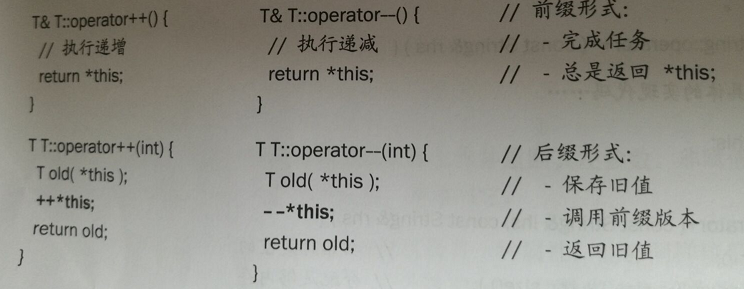 T& T::operator++() { T& T::operator--() { // 前缀形式:
// 执行递增 // 执行递减 // - 完成任务
return *this; return *this; // - 总是返回 *this;
} }
T T::operator++(int) { T T::operator--(int) { // 后缀形式:
T old( *this ); T old( *this ); // - 保存旧值
++*this; --*this; // - 调用前缀版本
return old; return old; // - 返回旧值
} }